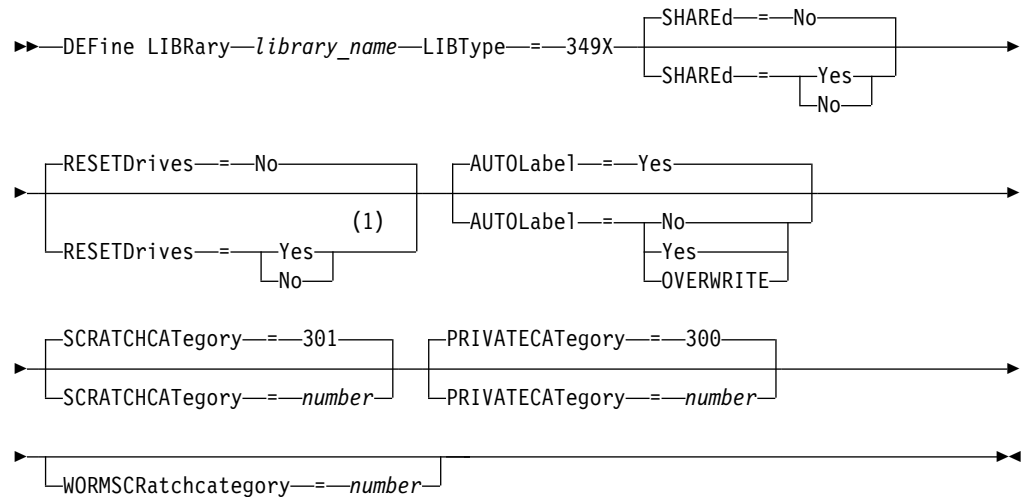 SHAREd = No
DEFine LIBRary library_name LIBType = 349X
SHAREd = Yes
No
RESETDrives = No
AUTOLabel = Yes
(1)
RESETDrives = Yes
No
AUTOLabel = No
Yes
OVERWRITE
SCRATCHCATegory = 301
PRIVATECATegory = 300
SCRATCHCATegory = number
PRIVATECATegory = number
WORMSCRatchcategory = number